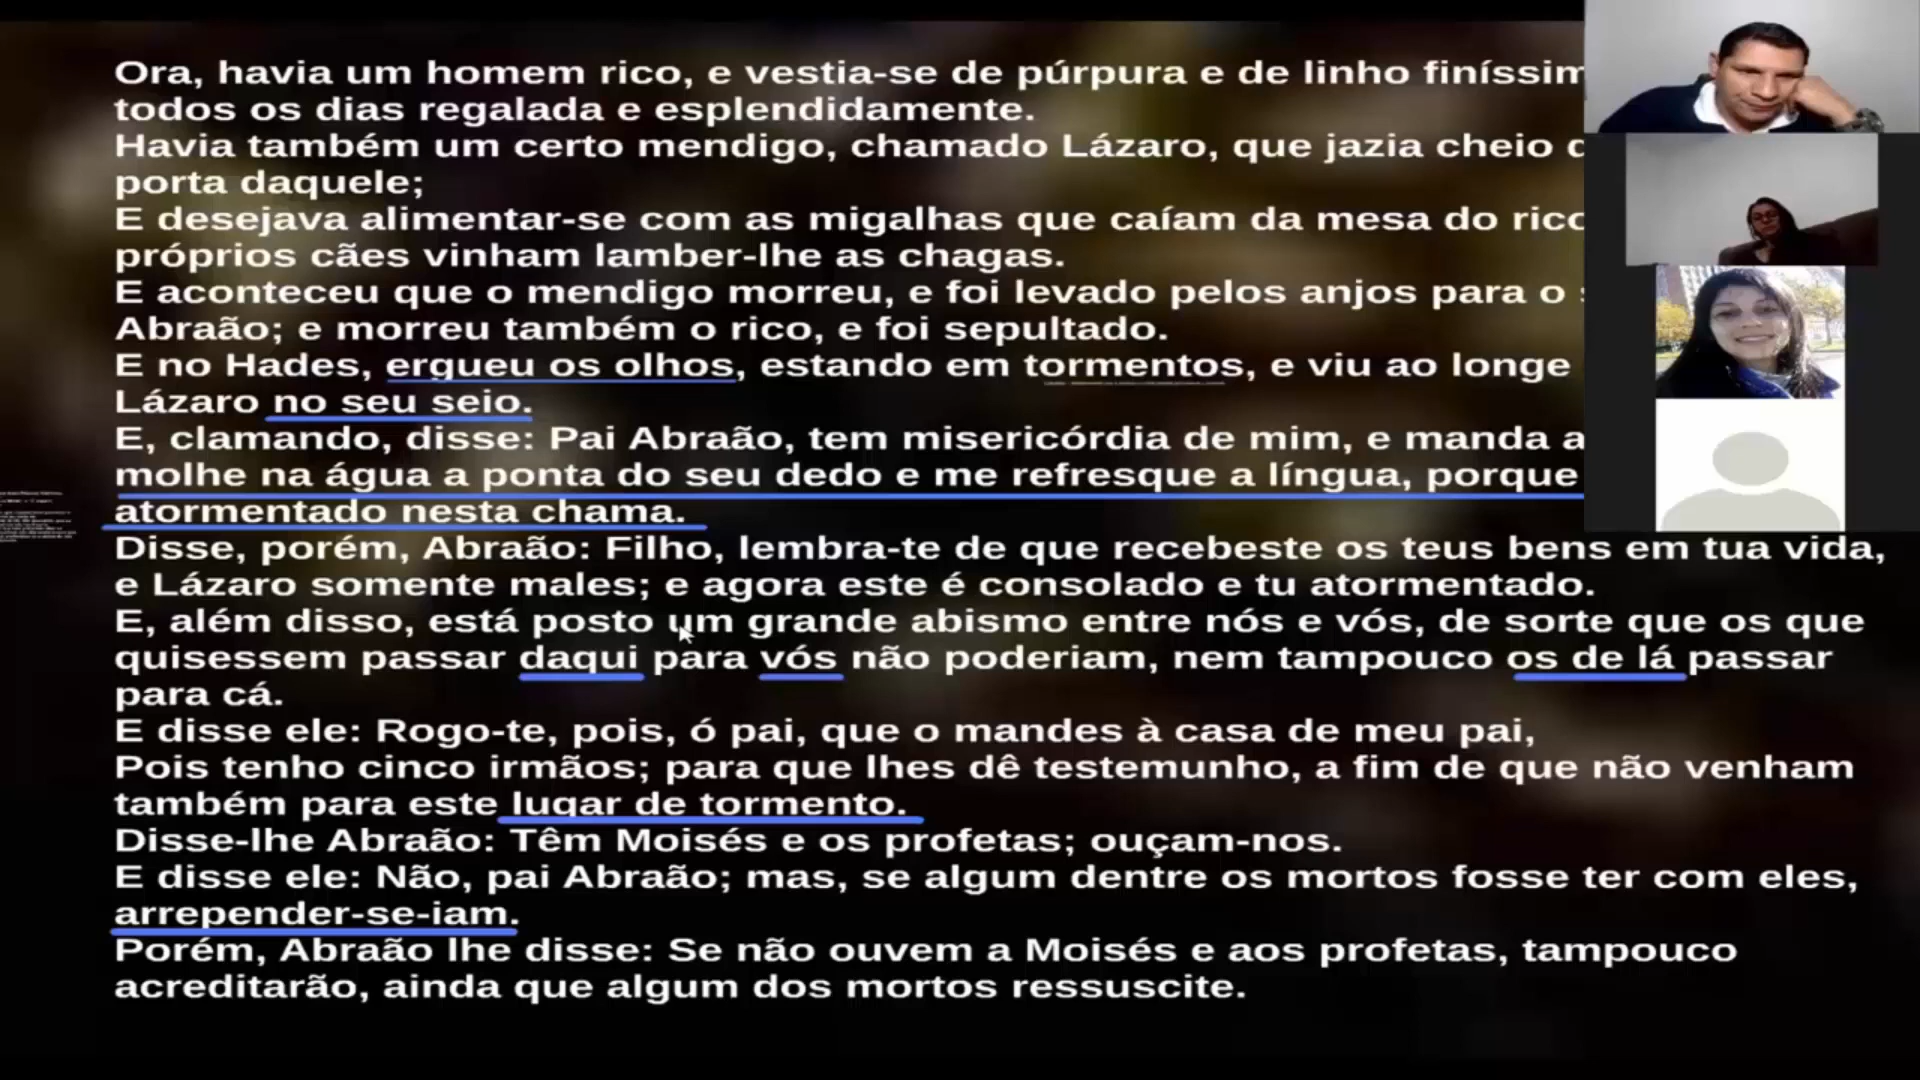 Ora, havia um homem rico, e vestia-se de púrpura e de linho
todos os dias regalada e esplendidamente.
Havia também um certo mendigo, chamado Lázaro, que jazia cheio
porta daquele;
E desejava alimentar-se com as migalhas que caíam da mesa do rico
próprios cães vinham lamber-lhe as chagas.
E aconteceu que o mendigo morreu, e foi levado pelos anjos para o
Abraão; e morreu também o rico, e foi sepultado.
E no Hades, ergueu os olhos, estando em tormentos, e viu ao longe
Lázaro no seu seio.
E, clamando, disse: Pai Abraão, tem misericórdia de mim, e manda a
molhe na água a ponta do seu dedo e me refresque a língua, porque
atormentado nesta chama.
Disse, porém, Abraão: Filho, lembra-te de que recebeste os teus bens em tua vida,
e Lázaro somente males; e agora este é consolado e tu atormentado.
E, além disso, está posto um grande abismo entre nós e vós, de sorte que os que
quisessem passar daqui para vós não poderiam, nem tampouco os de lá passar
para cá.
E disse ele: Rogo-te, pois, ó pai, que o mandes à casa de meu pai,
Pois tenho cinco irmãos; para que lhes dê testemunho, a fim de que não venham
também para este lugar de tormento.
Disse-lhe Abraão: Têm Moisés e os profetas; ouçam-nos.
E disse ele: Não, pai Abraão; mas, se algum dentre os mortos fosse ter com eles,
arrepender-se-iam.
Porém, Abraão lhe disse: Se não ouvem a Moisés e aos profetas, tampouco
acreditarão, ainda que algum dos mortos ressuscite.